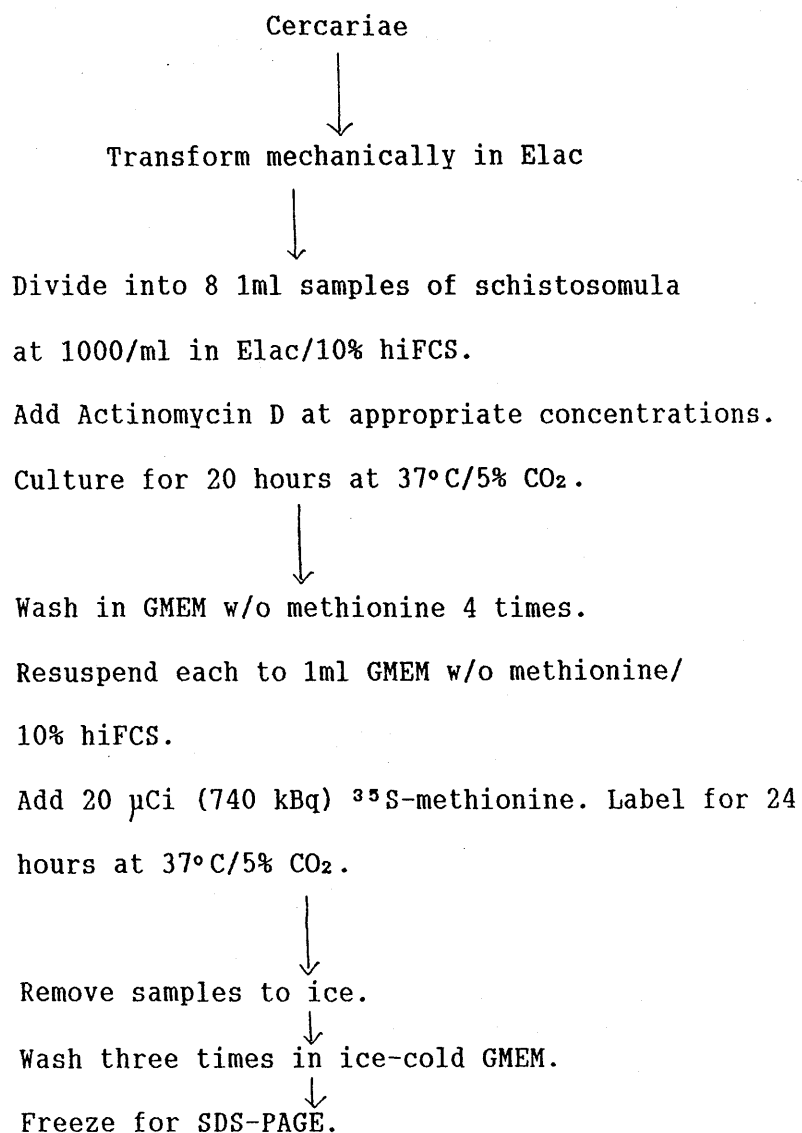 Cercariae
Transform mechanically in Elac
Divide into 8 1ml samples of schistosomula
at 1000/ml in Elac/10% hiFCS.
Add Actinomycin D at appropriate concentrations.
Culture for 20 hours at 37°C/5% CO₂.
Wash in GMEM w/o methionine 4 times.
Resuspend each to 1ml GMEM w/o methionine/
10% hiFCS.
Add 20 µCi (740 kBq) ³⁵S-methionine. Label for 24
hours at 37°C/5% CO₂.
Remove samples to ice.
Wash three times in ice-cold GMEM.
Freeze for SDS-PAGE.